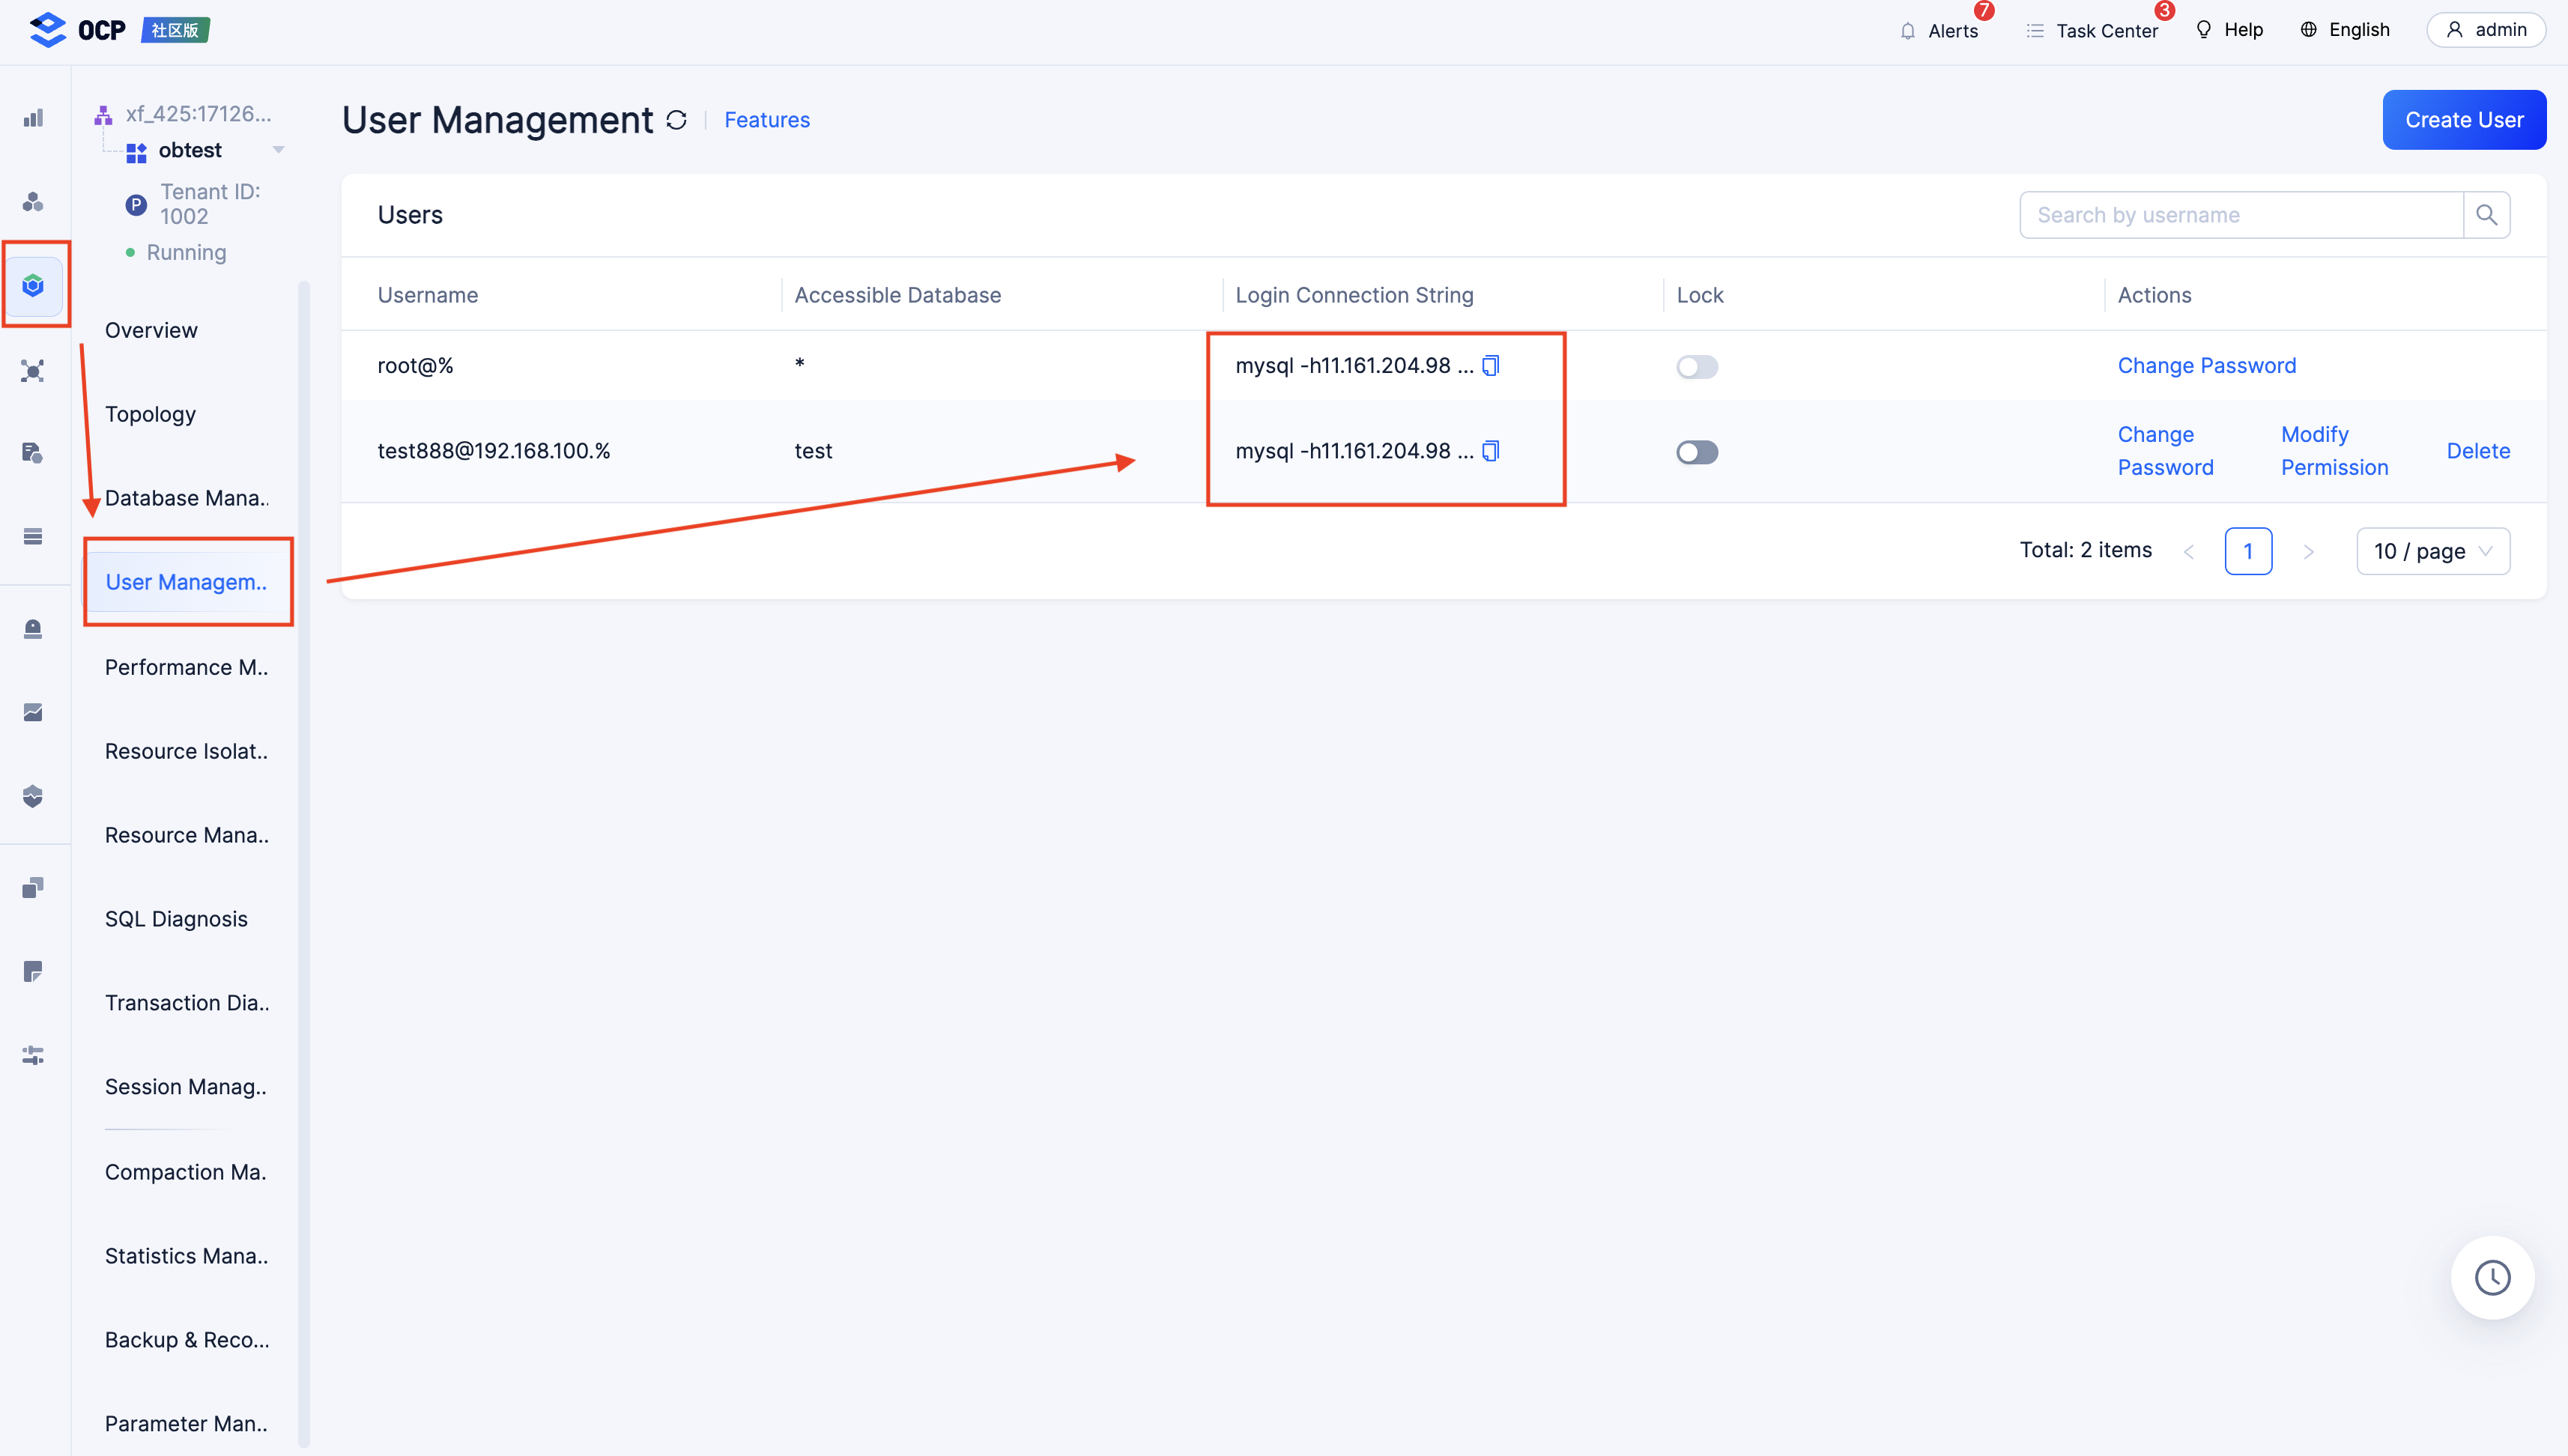 OCP 社区版
Alerts 7
Task Center 3
Help
English
admin
xf_425:17126...
obtest
P
Tenant ID:
1002
Running
Overview
Topology
Database Mana..
User Managem..
Performance M..
Resource Isolat..
Resource Mana..
SQL Diagnosis
Transaction Dia..
Session Manag..
Compaction Ma.
Statistics Mana..
Backup & Reco...
Parameter Man..
User Management
Features
Create User
Users
Search by username
Username Accessible Database Login Connection String Lock Actions
root@% * mysql -h11.161.204.98 ... Change Password
test888@192.168.100.% test mysql -h11.161.204.98 ... Change Password Modify Permission Delete
Total: 2 items < 1 > 10 / page